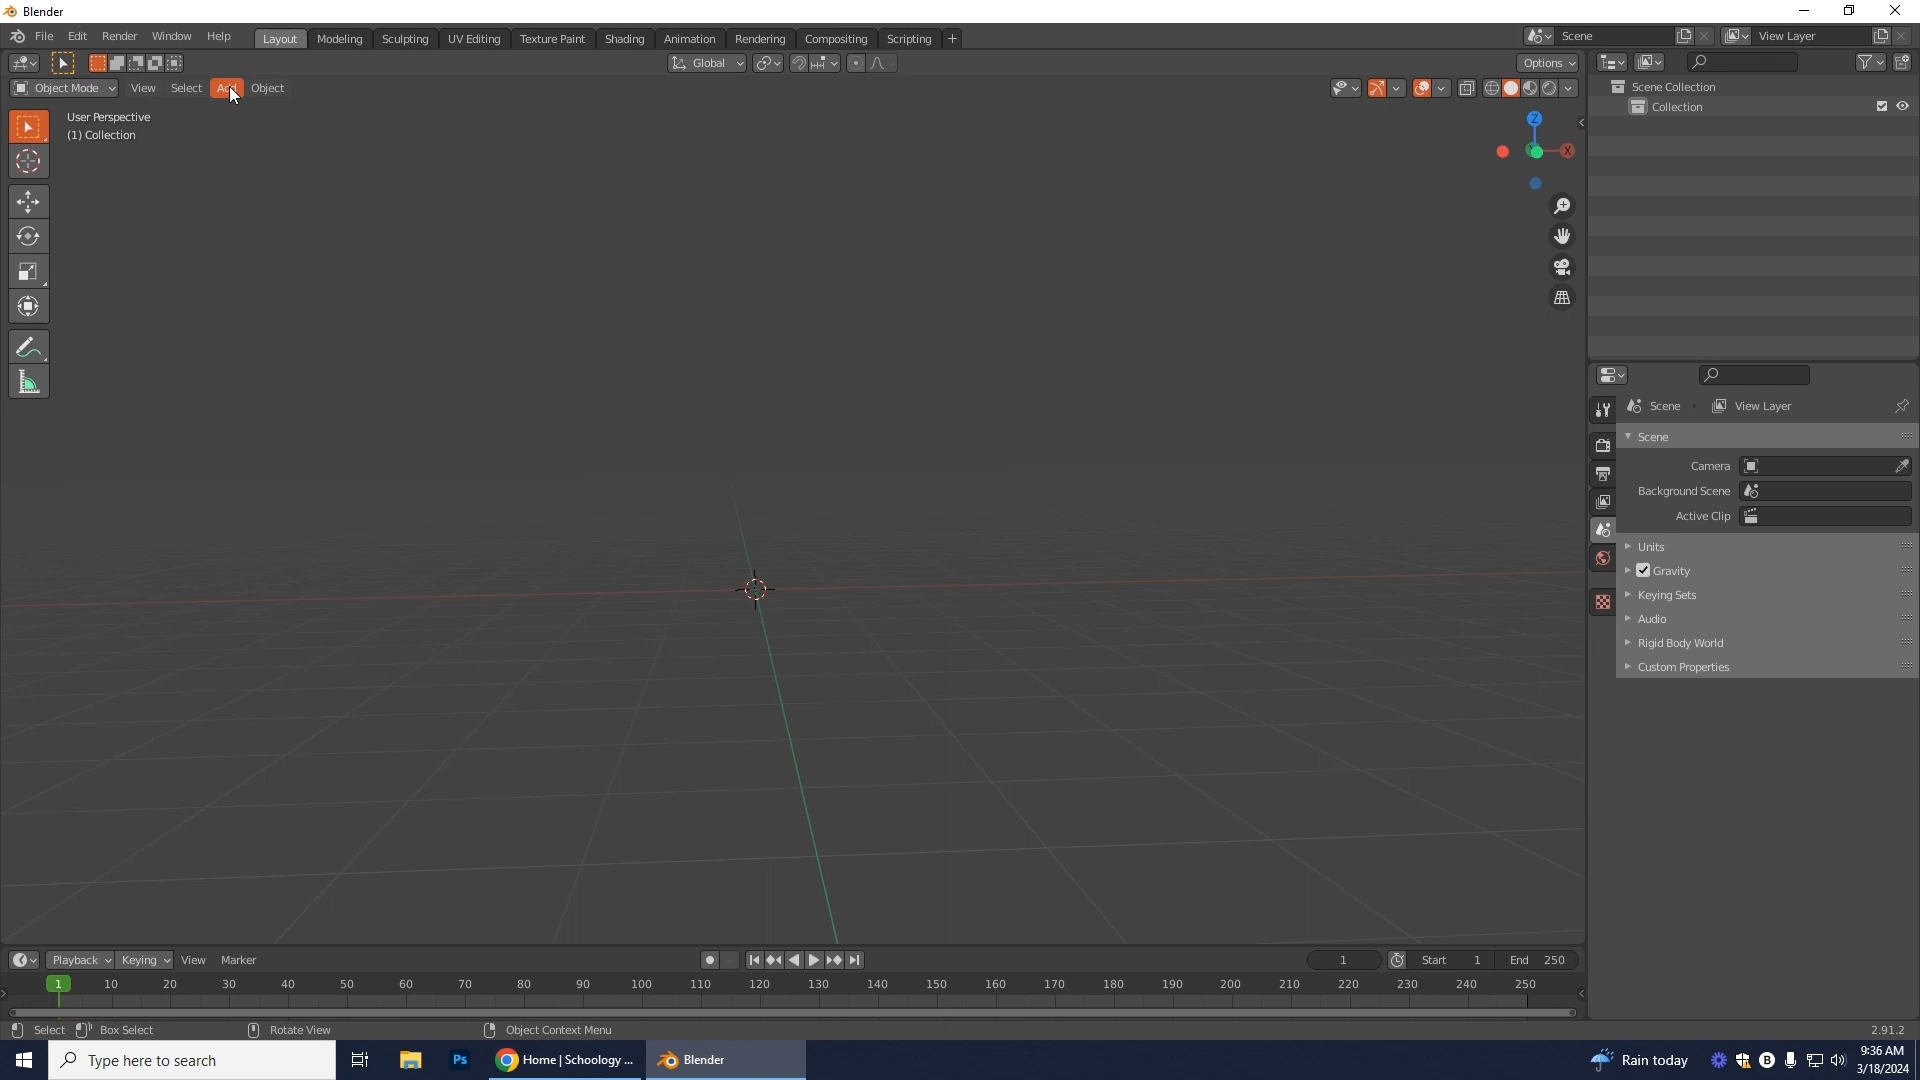 Blender
File Edit Render Window Help Layout Modeling Sculpting UV Editing Texture Paint Shading Animation Rendering Compositing Scripting + Scene View Layer
Global Options
Object Mode View Select Add Object
User Perspective
(1) Collection
Z
X
Scene Collection
Collection
Scene View Layer
Scene
Camera
Background Scene
Active Clip
Units
Gravity
Keying Sets
Audio
Rigid Body World
Custom Properties
Playback Keying View Marker 1 Start 1 End 250
1 10 20 30 40 50 60 70 80 90 100 110 120 130 140 150 160 170 180 190 200 210 220 230 240 250
Select Box Select Rotate View Object Context Menu 2.91.2
Type here to search Ps Home | Schoology ... Blender Rain today B 9:36 AM
3/18/2024